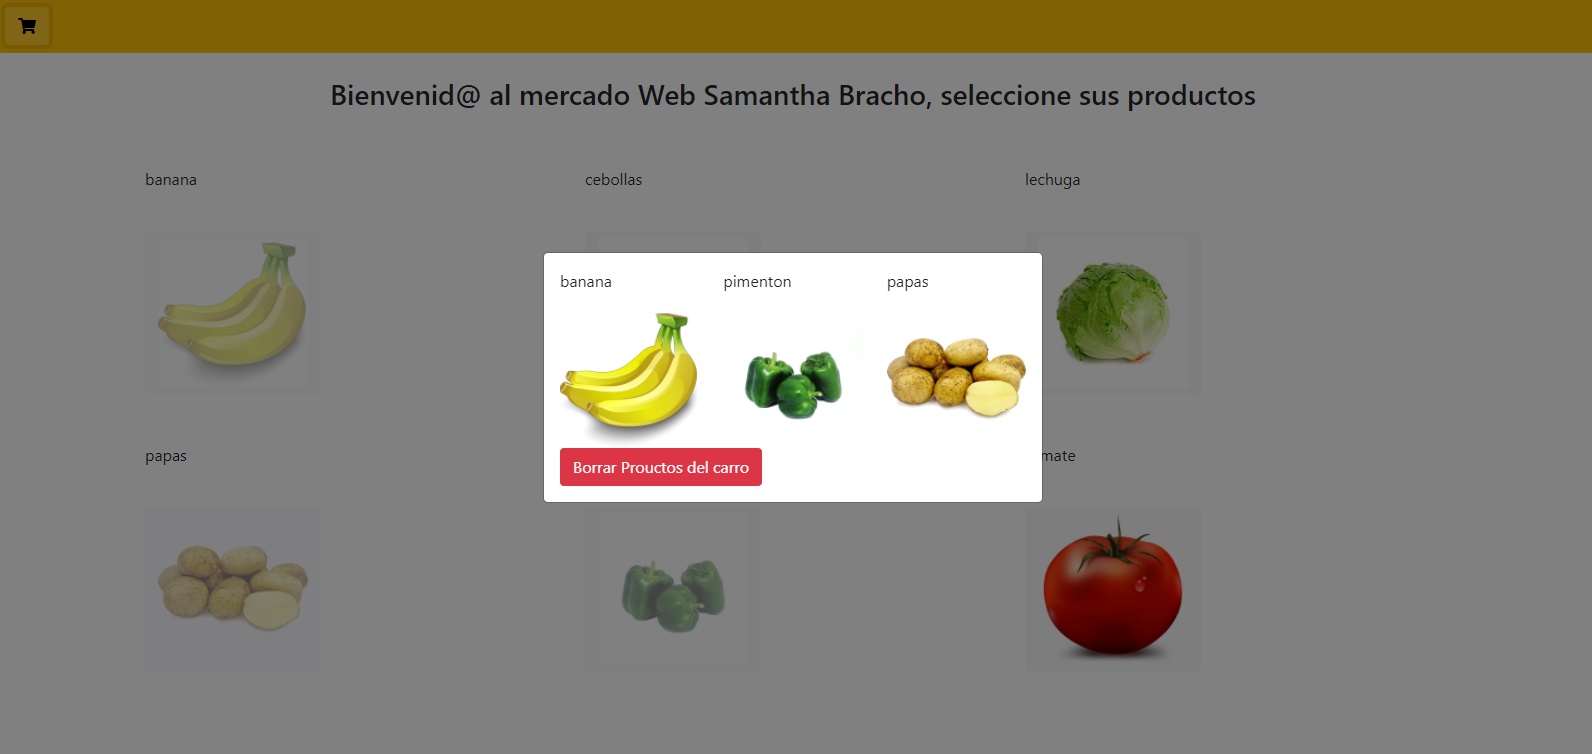 Bienvenid@ al mercado Web Samantha Bracho, seleccione sus productos
banana
cebollas
lechuga
banana
pimenton
papas
Borrar Prouctos del carro
papas
mate